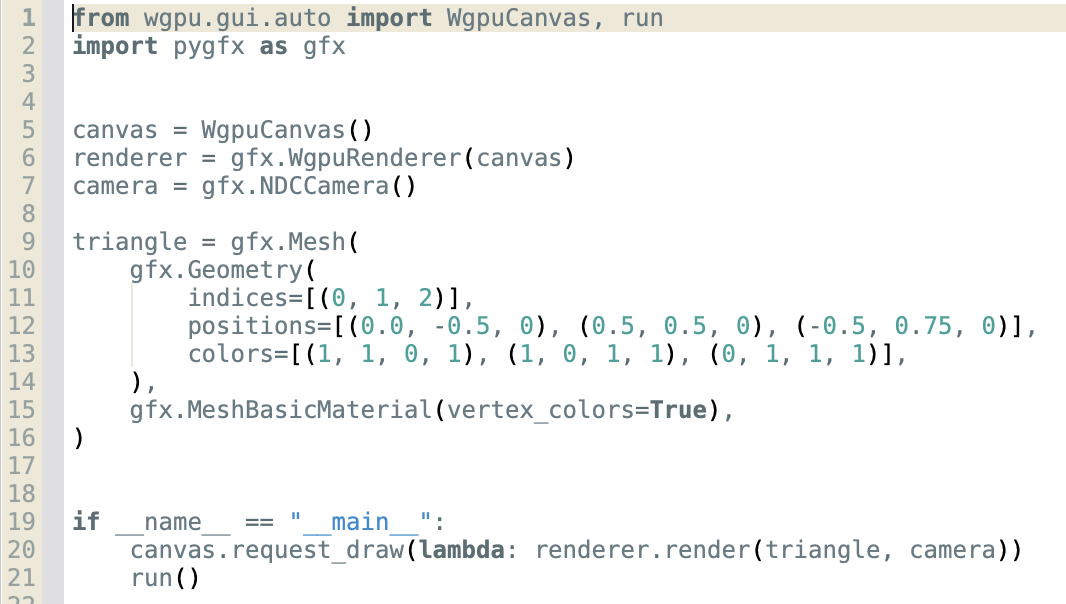 1 from wgpu.gui.auto import WgpuCanvas, run
2 import pygfx as gfx
3
4
5 canvas = WgpuCanvas()
6 renderer = gfx.WgpuRenderer(canvas)
7 camera = gfx.NDCCamera()
8
9 triangle = gfx.Mesh(
10     gfx.Geometry(
11         indices=[(0, 1, 2)],
12         positions=[(0.0, -0.5, 0), (0.5, 0.5, 0), (-0.5, 0.75, 0)],
13         colors=[(1, 1, 0, 1), (1, 0, 1, 1), (0, 1, 1, 1)],
14     ),
15     gfx.MeshBasicMaterial(vertex_colors=True),
16 )
17
18
19 if __name__ == "__main__":
20     canvas.request_draw(lambda: renderer.render(triangle, camera))
21     run()
22